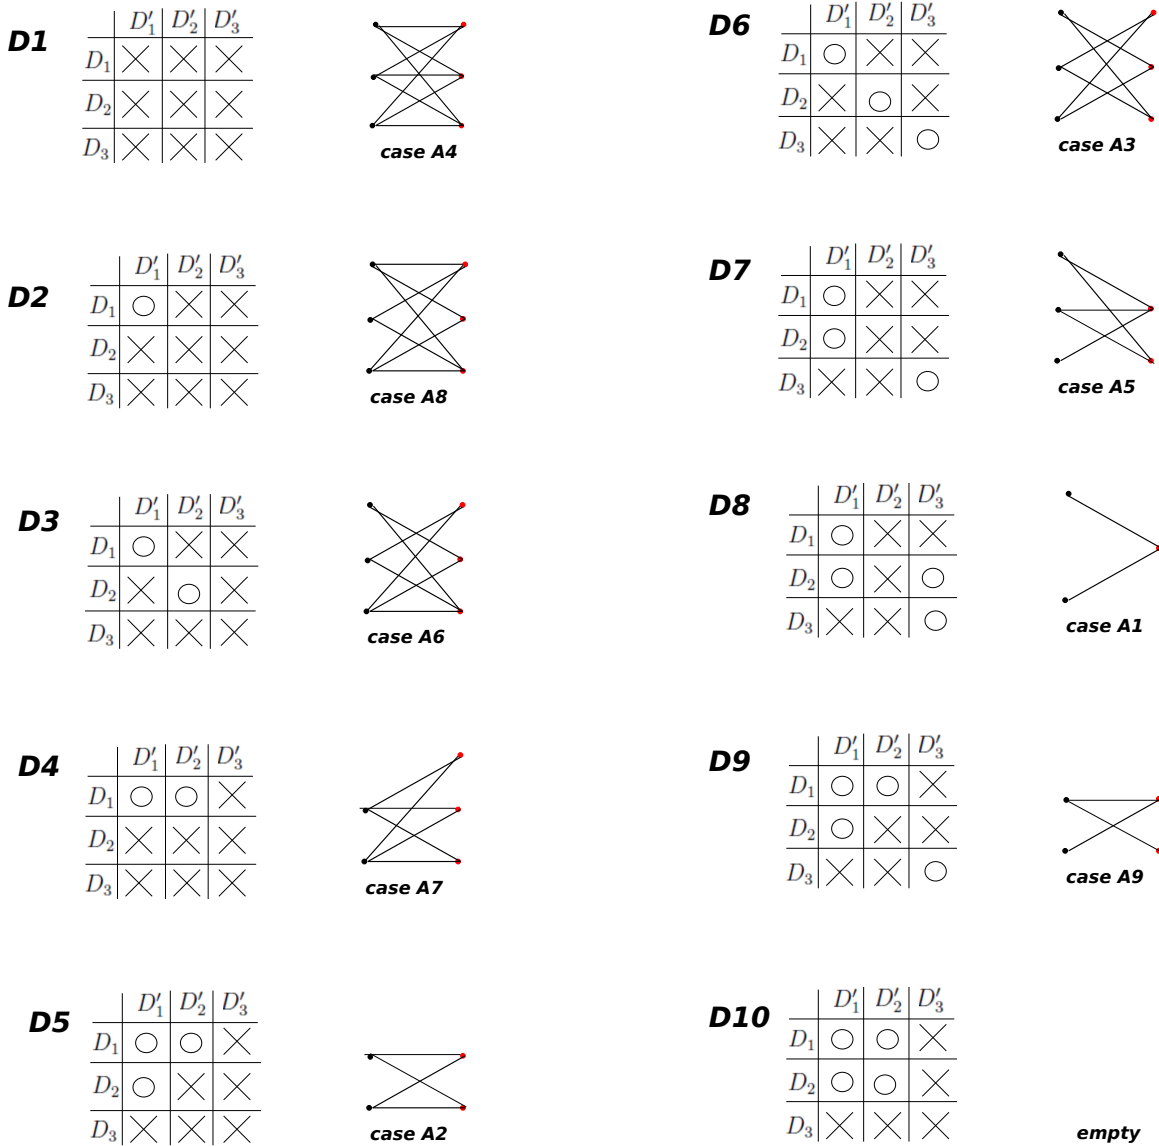 D1
D′₁ D′₂ D′₃
D₁ × × ×
D₂ × × ×
D₃ × × ×
case A4
D2
D′₁ D′₂ D′₃
D₁ ○ × ×
D₂ × × ×
D₃ × × ×
case A8
D3
D′₁ D′₂ D′₃
D₁ ○ × ×
D₂ × ○ ×
D₃ × × ×
case A6
D4
D′₁ D′₂ D′₃
D₁ ○ ○ ×
D₂ × × ×
D₃ × × ×
case A7
D5
D′₁ D′₂ D′₃
D₁ ○ ○ ×
D₂ ○ × ×
D₃ × × ×
case A2
D6
D′₁ D′₂ D′₃
D₁ ○ × ×
D₂ × ○ ×
D₃ × × ○
case A3
D7
D′₁ D′₂ D′₃
D₁ ○ × ×
D₂ ○ × ×
D₃ × × ○
case A5
D8
D′₁ D′₂ D′₃
D₁ ○ × ×
D₂ ○ × ○
D₃ × × ○
case A1
D9
D′₁ D′₂ D′₃
D₁ ○ ○ ×
D₂ ○ × ×
D₃ × × ○
case A9
D10
D′₁ D′₂ D′₃
D₁ ○ ○ ×
D₂ ○ ○ ×
D₃ × × ×
empty